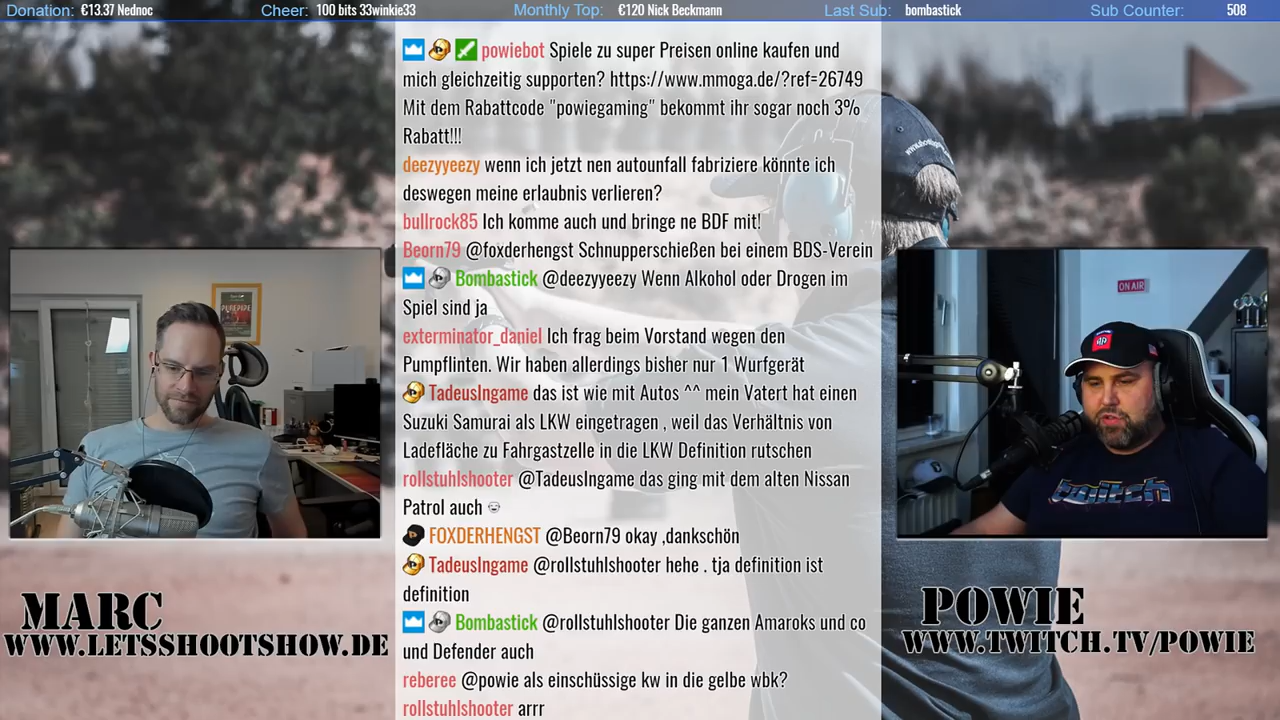 Donation: €13.37 Nednoc Cheer: 100 bits 33winkie33 Monthly Top: €120 Nick Beckmann Last Sub: bombastick Sub Counter: 508
powiebot Spiele zu super Preisen online kaufen und
mich gleichzeitig supporten? https://www.mmoga.de/?ref=26749
Mit dem Rabattcode "powiegaming" bekommt ihr sogar noch 3%
Rabatt!!!
deezyyeezy wenn ich jetzt nen autounfall fabriziere könnte ich
deswegen meine erlaubnis verlieren?
bullrock85 Ich komme auch und bringe ne BDF mit!
Beorn79 @foxderhengst Schnupperschießen bei einem BDS-Verein
Bombastick @deezyyeezy Wenn Alkohol oder Drogen im
Spiel sind ja
exterminator_daniel Ich frag beim Vorstand wegen den
Pumpflinten. Wir haben allerdings bisher nur 1 Wurfgerät
TadeusIngame das ist wie mit Autos ^^ mein Vatert hat einen
Suzuki Samurai als LKW eingetragen , weil das Verhältnis von
Ladefläche zu Fahrgastzelle in die LKW Definition rutschen
rollstuhlshooter @TadeusIngame das ging mit dem alten Nissan
Patrol auch
FOXDERHENGST @Beorn79 okay ,dankschön
TadeusIngame @rollstuhlshooter hehe . tja definition ist
definition
Bombastick @rollstuhlshooter Die ganzen Amaroks und co
und Defender auch
reberee @powie als einschüssige kw in die gelbe wbk?
rollstuhlshooter arrr
MARC
WWW.LETSSHOOTSHOW.DE
ON AIR
twitch
POWIE
WWW.TWITCH.TV/POWIE